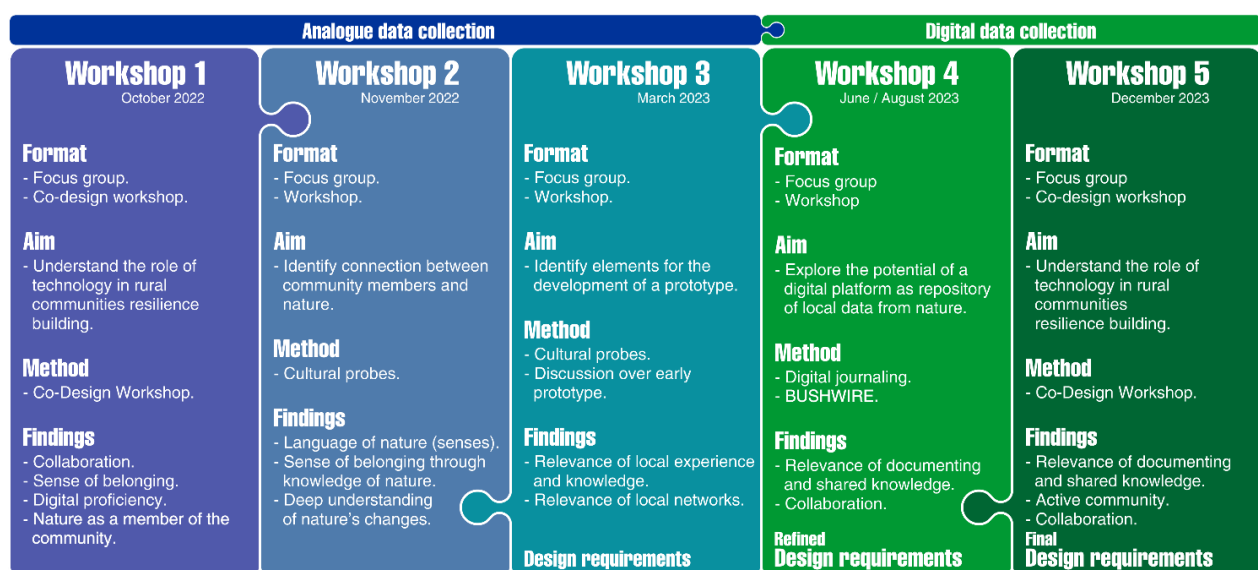 Analogue data collection
Digital data collection
Workshop 1
October 2022
Format
- Focus group.
- Co-design workshop.
Aim
- Understand the role of
technology in rural
communities resilience
building.
Method
- Co-Design Workshop.
Findings
- Collaboration.
- Sense of belonging.
- Digital proficiency.
- Nature as a member of the
community.
Workshop 2
November 2022
Format
- Focus group.
- Workshop.
Aim
- Identify connection between
community members and
nature.
Method
- Cultural probes.
Findings
- Language of nature (senses).
- Sense of belonging through
knowledge of nature.
- Deep understanding
of nature's changes.
Workshop 3
March 2023
Format
- Focus group.
- Workshop.
Aim
- Identify elements for the
development of a prototype.
Method
- Cultural probes.
- Discussion over early
prototype.
Findings
- Relevance of local experience
and knowledge.
- Relevance of local networks.
Design requirements
Workshop 4
June / August 2023
Format
- Focus group
- Workshop
Aim
- Explore the potential of a
digital platform as repository
of local data from nature.
Method
- Digital journaling.
- BUSHWIRE.
Findings
- Relevance of documenting
and shared knowledge.
- Collaboration.
Refined
Design requirements
Workshop 5
December 2023
Format
- Focus group
- Co-design workshop
Aim
- Understand the role of
technology in rural
communities
resilience building.
Method
- Co-Design Workshop.
Findings
- Relevance of documenting
and shared knowledge.
- Active community.
- Collaboration.
Final
Design requirements